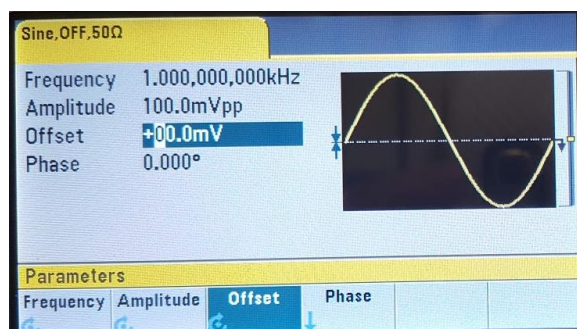 Sine,OFF,50Ω
Frequency 1.000,000,000kHz
Amplitude 100.0mVpp
Offset +00.0mV
Phase 0.000°
Parameters
Frequency Amplitude Offset Phase